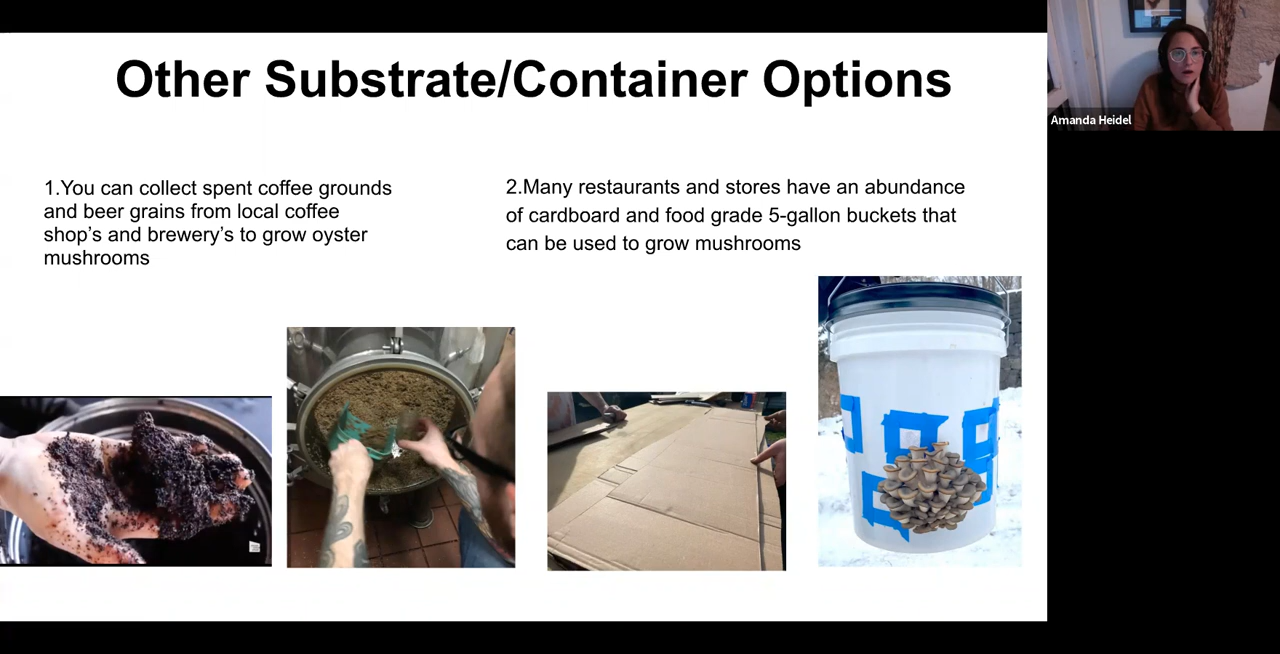 Other Substrate/Container Options
1.You can collect spent coffee grounds
and beer grains from local coffee
shop's and brewery's to grow oyster
mushrooms
2.Many restaurants and stores have an abundance
of cardboard and food grade 5-gallon buckets that
can be used to grow mushrooms
Amanda Heidel